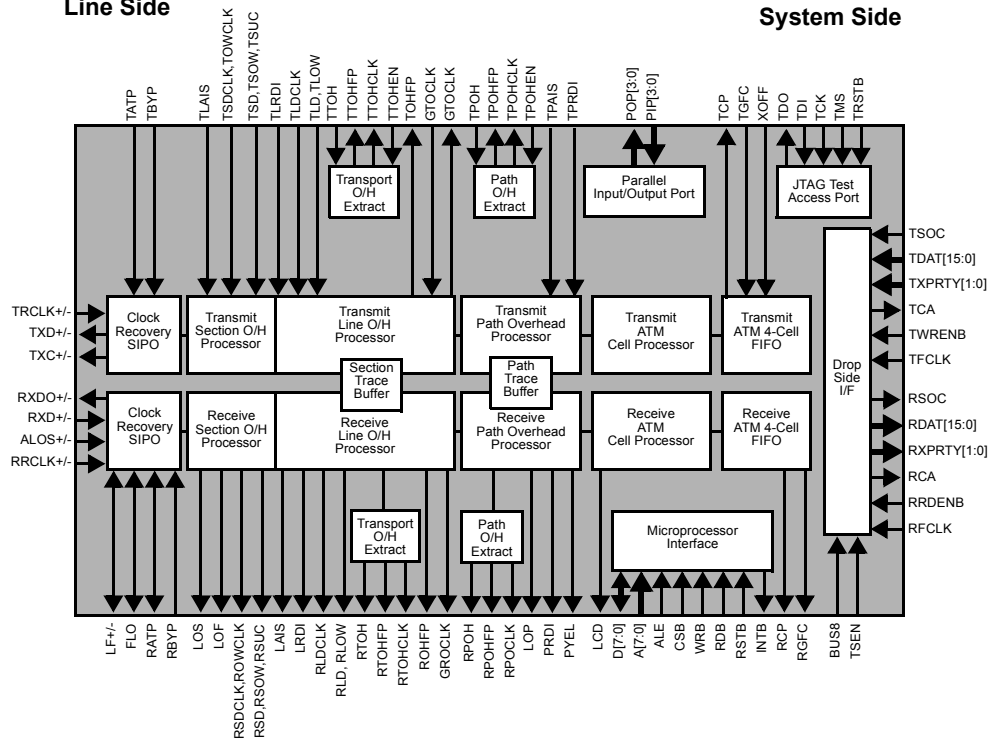 Line Side
System Side
TATP
TBYP
TLAIS
TSDCLK,TOWCLK
TSD,TSOW,TSUC
TLRDI
TLDCLK
TLD,TLOW
TTOH
TTOHFP
TTOHCLK
TTOHEN
TOHFP
GTOCLK
GTOCLK
TPOH
TPOHFP
TPOHCLK
TPOHEN
TPAIS
TPRDI
POP[3:0]
PIP[3:0]
TCP
TGFC
XOFF
TDO
TDI
TCK
TMS
TRSTB
Transport
O/H
Extract
Path
O/H
Extract
Parallel
Input/Output Port
JTAG Test
Access Port
TRCLK+/-
TXD+/-
TXC+/-
RXDO+/-
RXD+/-
ALOS+/-
RRCLK+/-
Clock
Recovery
SIPO
Transmit
Section O/H
Processor
Transmit
Line O/H
Processor
Transmit
Path Overhead
Processor
Transmit
ATM
Cell Processor
Transmit
ATM 4-Cell
FIFO
Section
Trace
Buffer
Path
Trace
Buffer
Clock
Recovery
SIPO
Receive
Section O/H
Processor
Receive
Line O/H
Processor
Receive
Path Overhead
Processor
Receive
ATM
Cell Processor
Receive
ATM 4-Cell
FIFO
Drop
Side
I/F
TSOC
TDAT[15:0]
TXPRTY[1:0]
TCA
TWRENB
TFCLK
RSOC
RDAT[15:0]
RXPRTY[1:0]
RCA
RRDENB
RFCLK
Transport
O/H
Extract
Path
O/H
Extract
Microprocessor
Interface
LF+/-
FLO
RATP
RBYP
LOS
LOF
RSDCLK,ROWCLK
RSD,RSOW,RSUC
LAIS
LRDI
RLDCLK
RLD, RLOW
RTOH
RTOHFP
RTOHCLK
ROHFP
GROCLK
RPOH
RPOHFP
RPOCLK
LOP
PRDI
PYEL
LCD
D[7:0]
A[7:0]
ALE
CSB
WRB
RDB
RSTB
INTB
RCP
RGFC
BUS8
TSEN